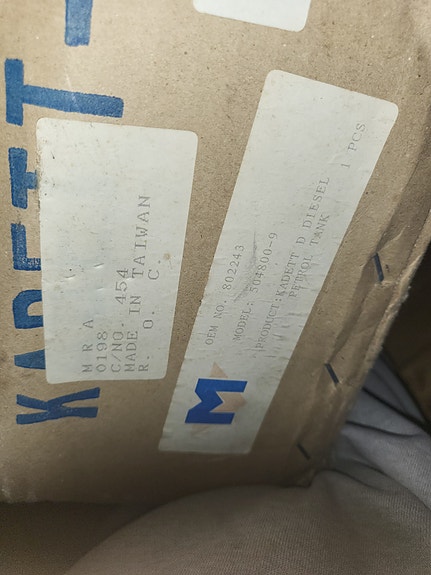 KADETT-
M R A
0198
C/NO. 454
MADE IN TAIWAN
R. O. C.
M
OEM NO. 802243
MODEL: 504800-9
PRODUCT:KADETT D DIESEL
PETROL TANK 1 PCS